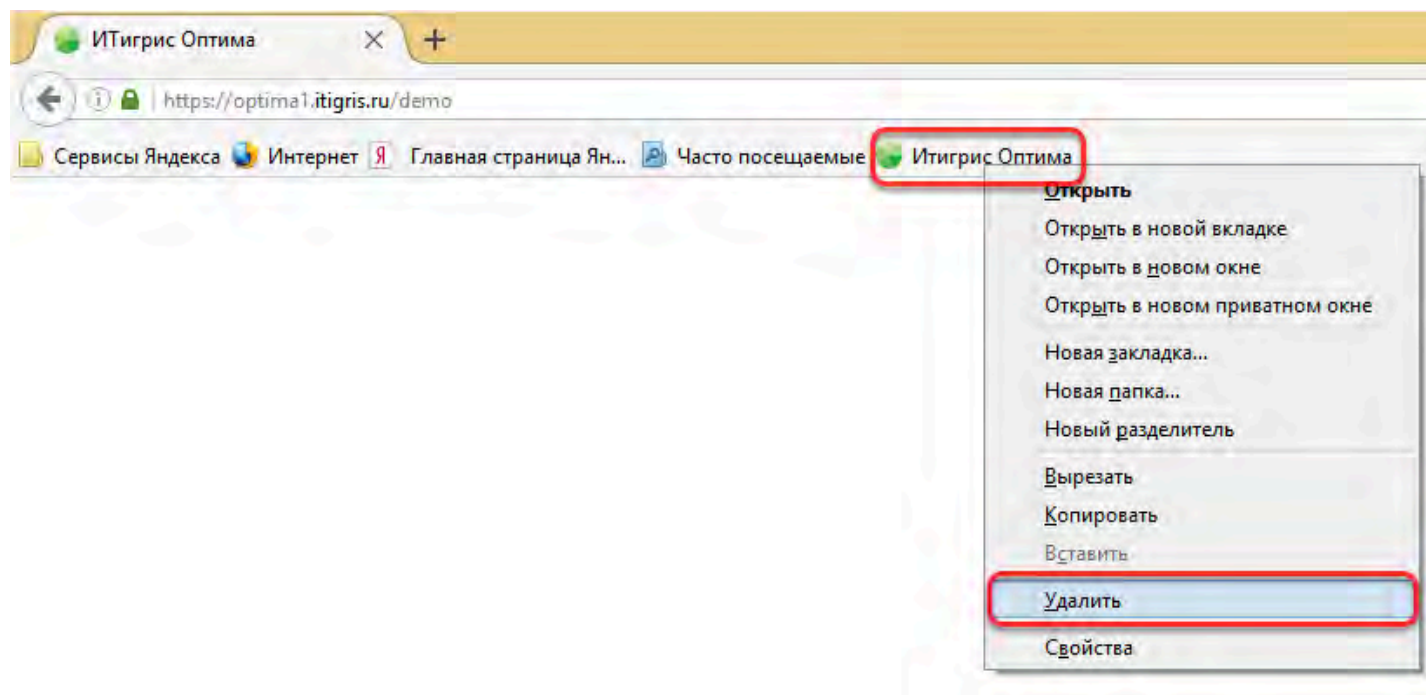 ИТигрис Оптима
https://optima1.itigris.ru/demo
Сервисы Яндекса Интернет Я Главная страница Ян... Часто посещаемые Итигрис Оптима
Открыть
Открыть в новой вкладке
Открыть в новом окне
Открыть в новом приватном окне
Новая закладка...
Новая папка...
Новый разделитель
Вырезать
Копировать
Вставить
Удалить
Свойства